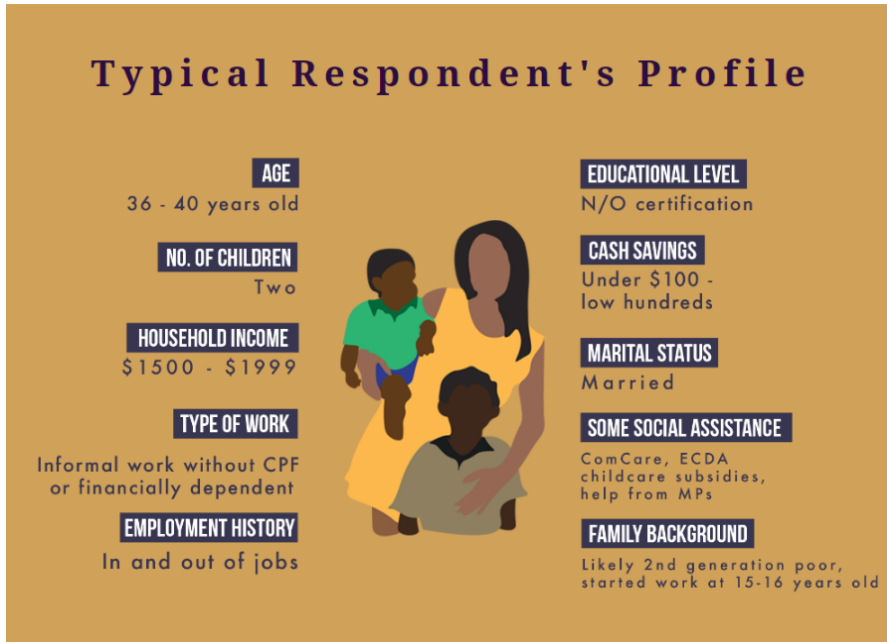 Typical Respondent's Profile
AGE
36 - 40 years old
NO. OF CHILDREN
Two
HOUSEHOLD INCOME
$1500 - $1999
TYPE OF WORK
Informal work without CPF
or financially dependent
EMPLOYMENT HISTORY
In and out of jobs
EDUCATIONAL LEVEL
N/O certification
CASH SAVINGS
Under $100 -
low hundreds
MARITAL STATUS
Married
SOME SOCIAL ASSISTANCE
ComCare, ECDA
childcare subsidies,
help from MPs
FAMILY BACKGROUND
Likely 2nd generation poor,
started work at 15-16 years old